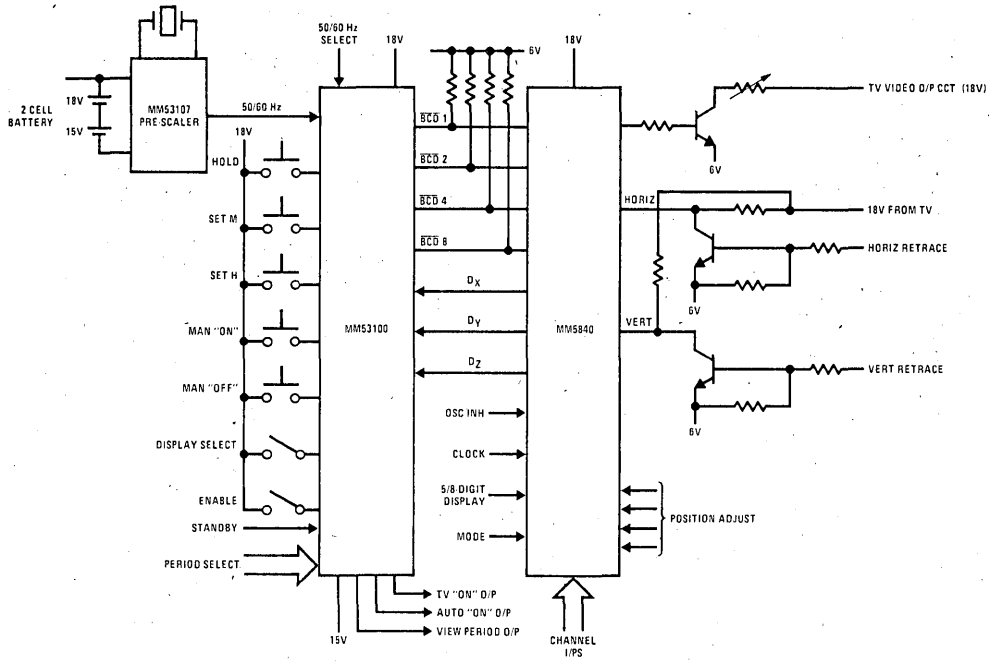 50/60 Hz
SELECT
18V
6V
18V
2 CELL
BATTERY
18V
15V
MM53107
PRE-SCALER
50/60 Hz
18V
HOLD
SET M
SET H
MAN "ON"
MAN "OFF"
DISPLAY SELECT
ENABLE
STANDBY
PERIOD SELECT
MM53100
15V
TV "ON" O/P
AUTO "ON" O/P
VIEW PERIOD O/P
BCD 1
BCD 2
BCD 4
BCD 8
DX
DY
DZ
OSC INH
CLOCK
5/8-DIGIT
DISPLAY
MODE
MM5840
CHANNEL
I/PS
TV VIDEO O/P CCT (18V)
6V
HORIZ
18V FROM TV
HORIZ RETRACE
6V
VERT
VERT RETRACE
6V
POSITION ADJUST